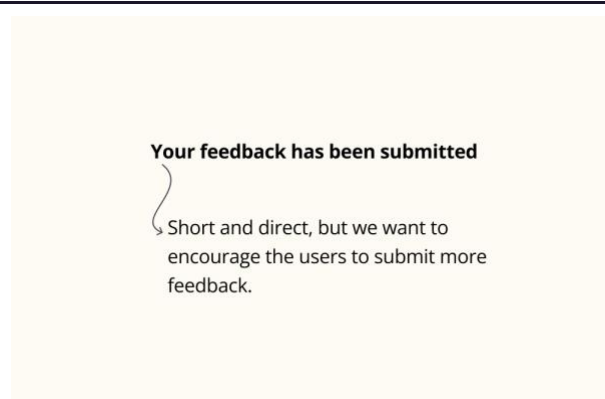 Your feedback has been submitted
Short and direct, but we want to
encourage the users to submit more
feedback.